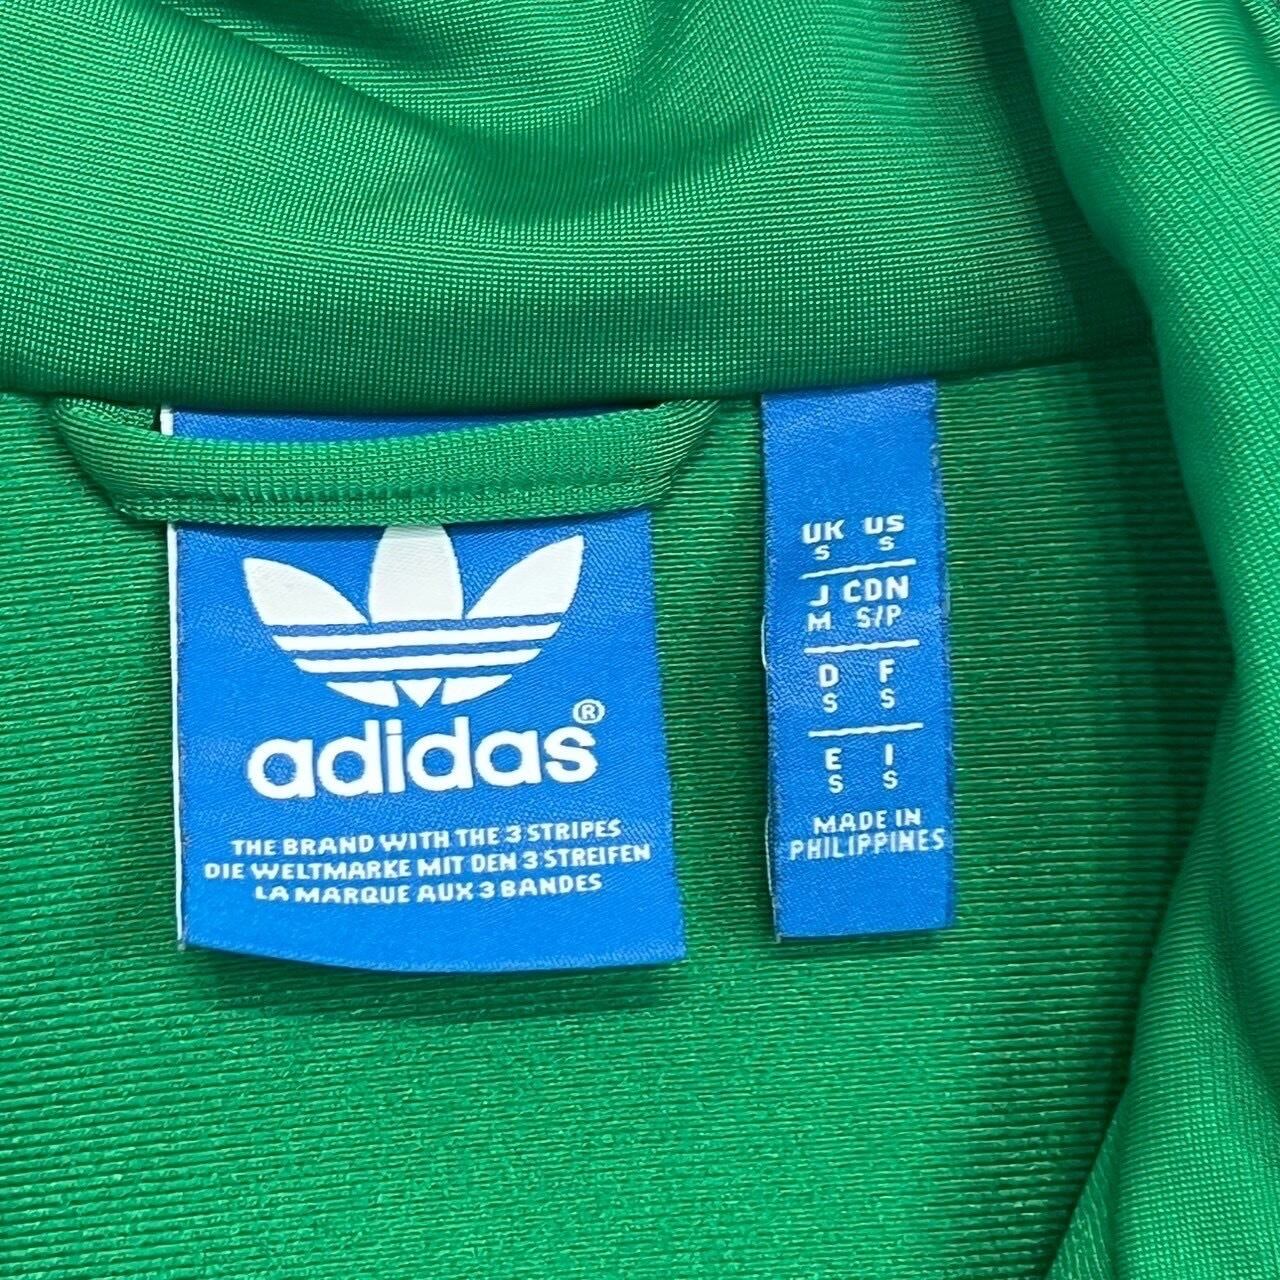 adidas®
THE BRAND WITH THE 3 STRIPES
DIE WELTMARKE MIT DEN 3 STREIFEN
LA MARQUE AUX 3 BANDES
UK US
S S
J CDN
M S/P
D F
S S
E I
S S
MADE IN
PHILIPPINES